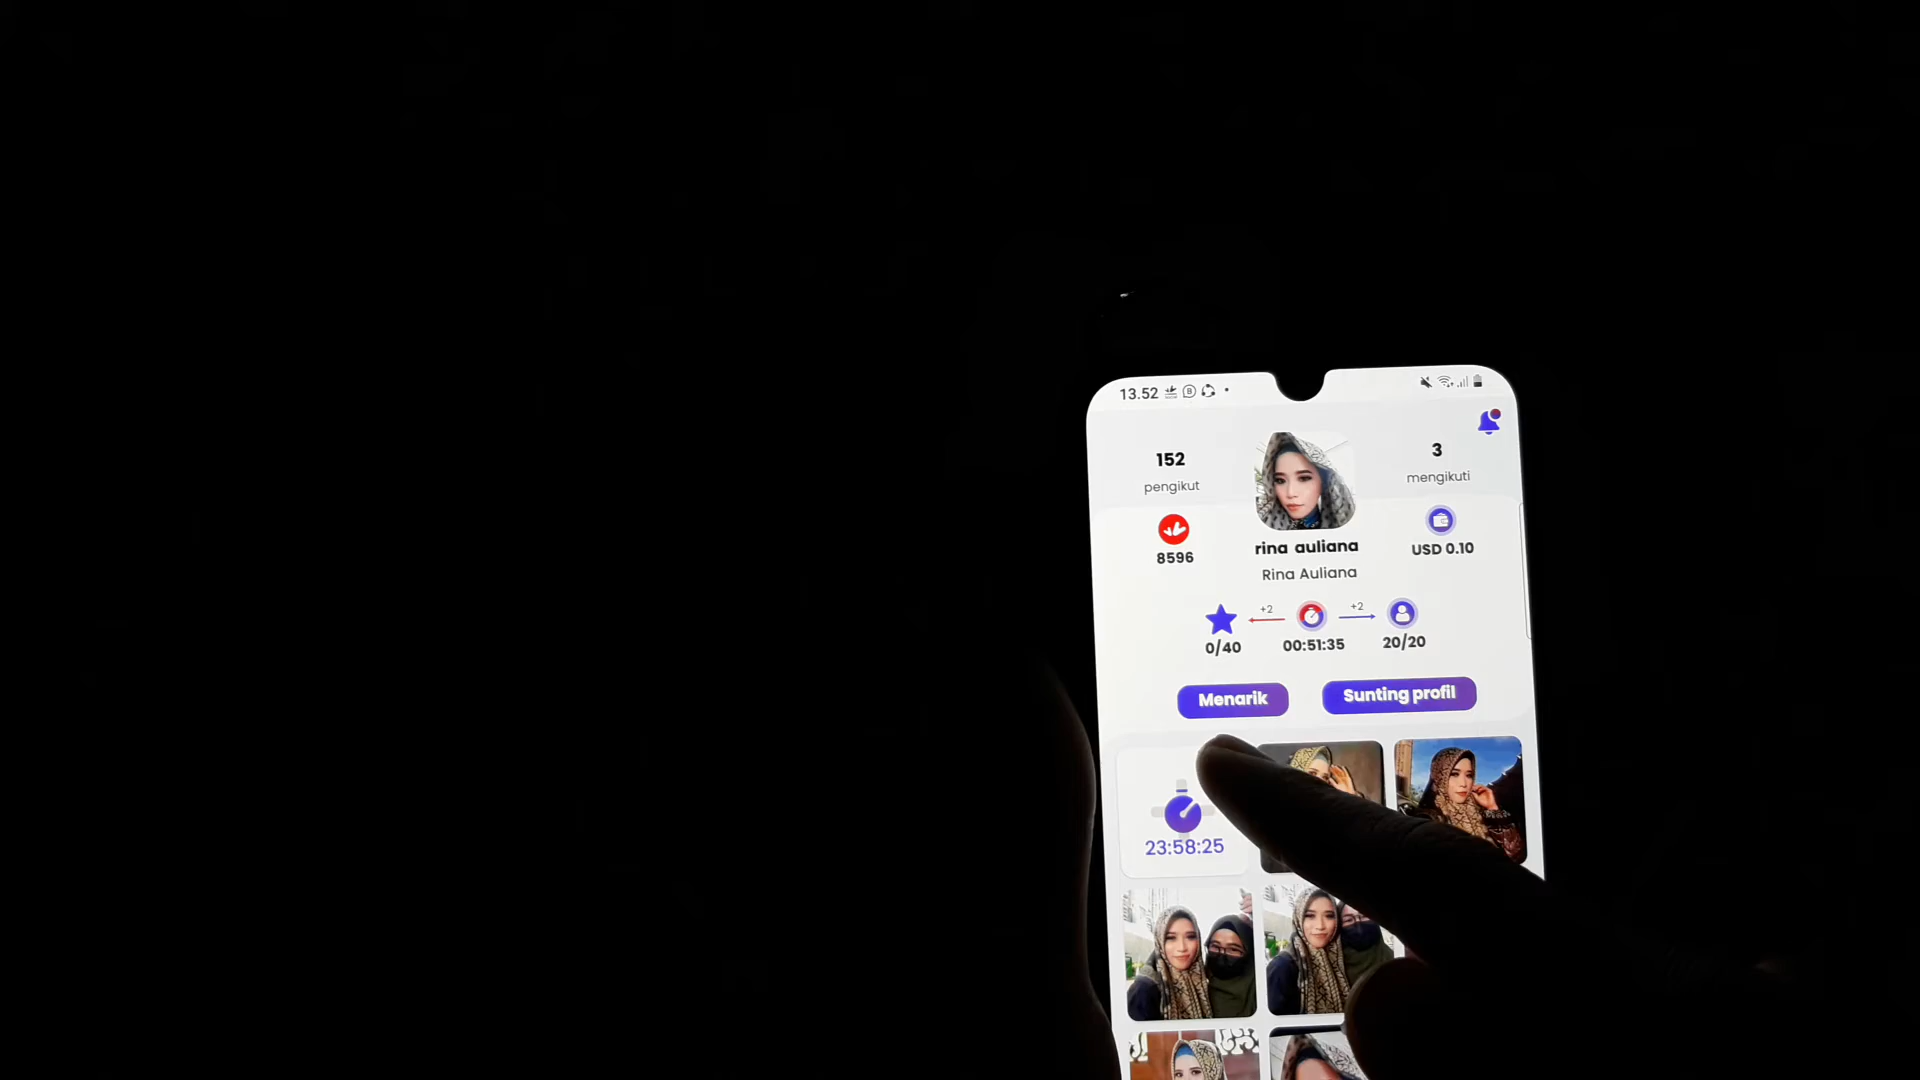 13.52
152
pengikut
3
mengikuti
8596
rina auliana
Rina Auliana
USD 0.10
+2
+2
0/40
00:51:35
20/20
Menarik
Sunting profil
23:58:25